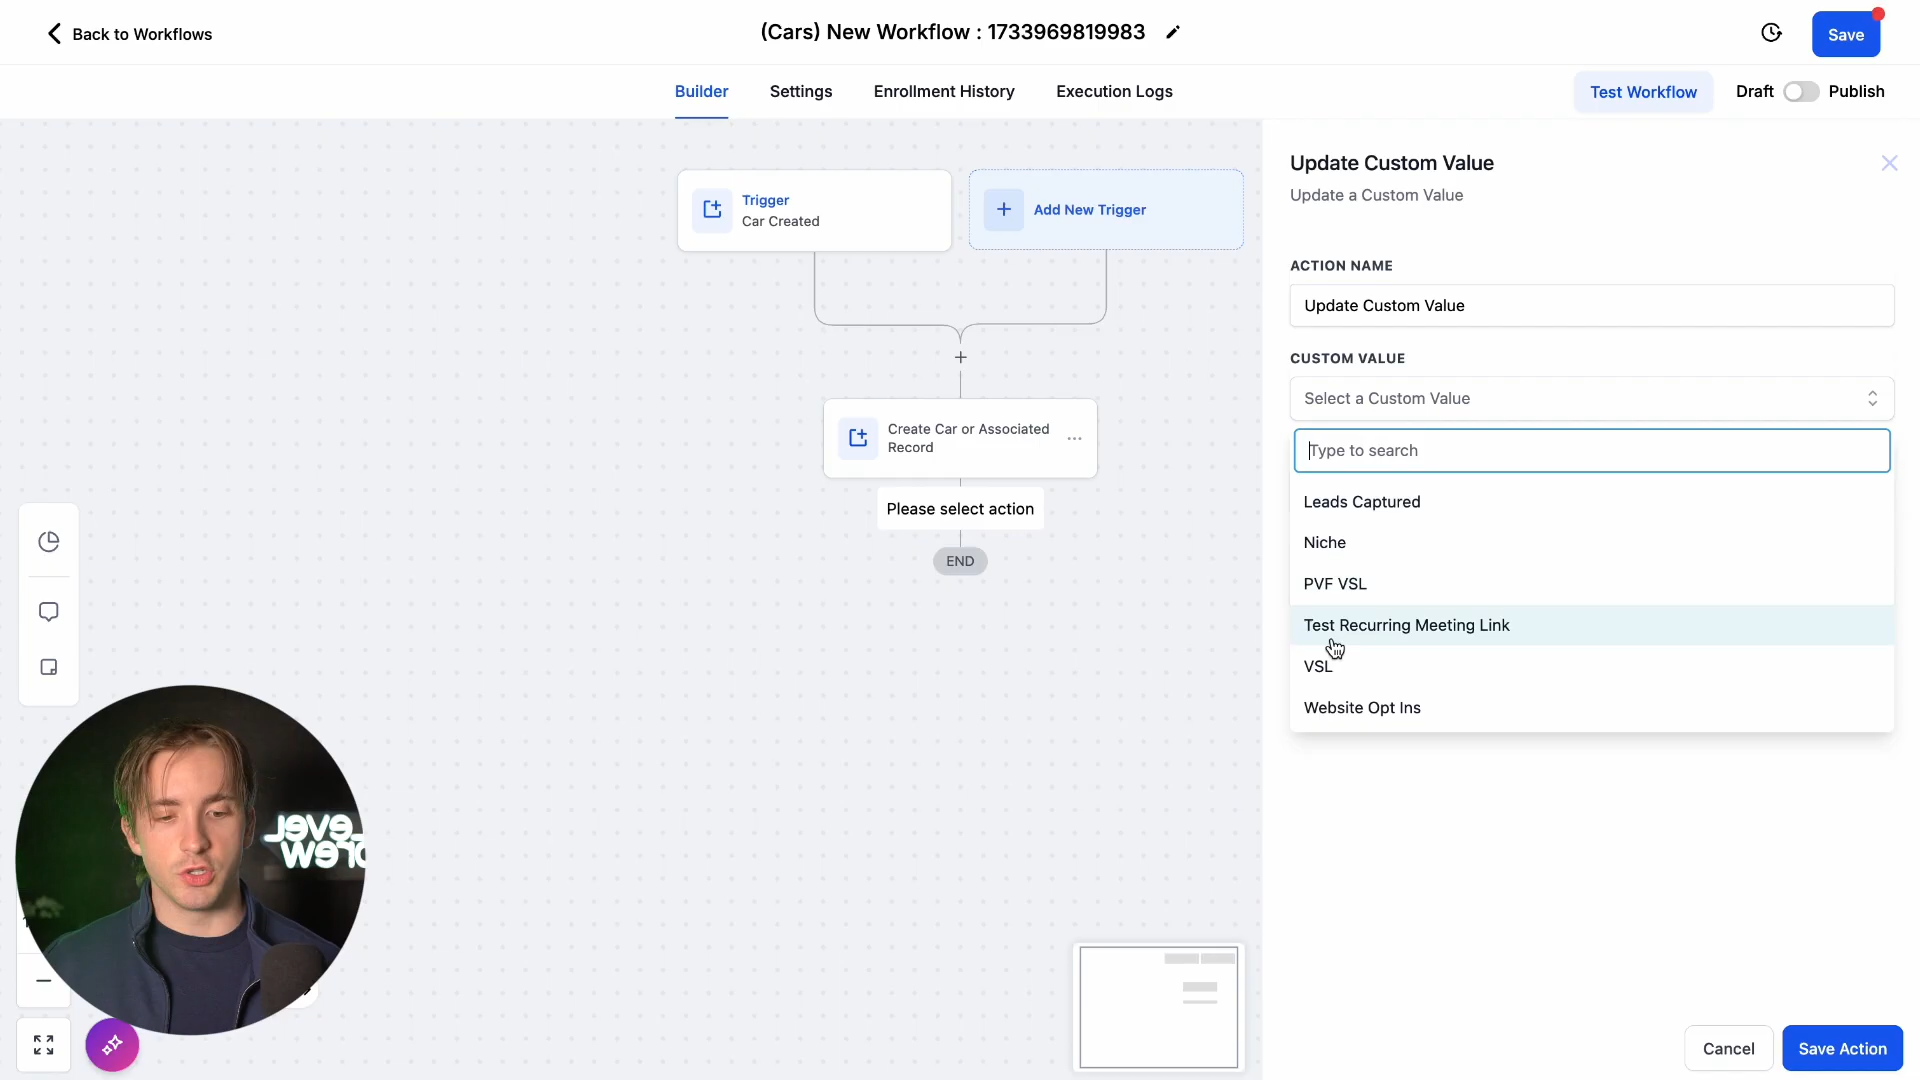 Back to Workflows
(Cars) New Workflow : 1733969819983
Save
Builder
Settings
Enrollment History
Execution Logs
Test Workflow
Draft
Publish
Trigger
Car Created
Add New Trigger
Create Car or Associated
Record
Please select action
END
Update Custom Value
Update a Custom Value
ACTION NAME
Update Custom Value
CUSTOM VALUE
Select a Custom Value
Type to search
Leads Captured
Niche
PVF VSL
Test Recurring Meeting Link
VSL
Website Opt Ins
Cancel
Save Action